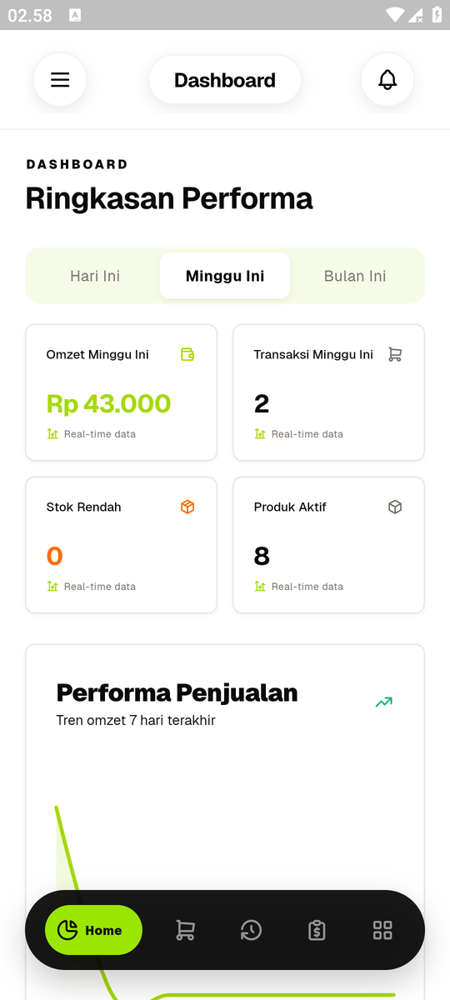 02.58
A
Dashboard
DASHBOARD
Ringkasan Performa
Hari Ini
Minggu Ini
Bulan Ini
Omzet Minggu Ini
Transaksi Minggu Ini
Rp 43.000
2
Real-time data
Real-time data
Stok Rendah
Produk Aktif
0
8
Real-time data
Real-time data
Performa Penjualan
Tren omzet 7 hari terakhir
Home